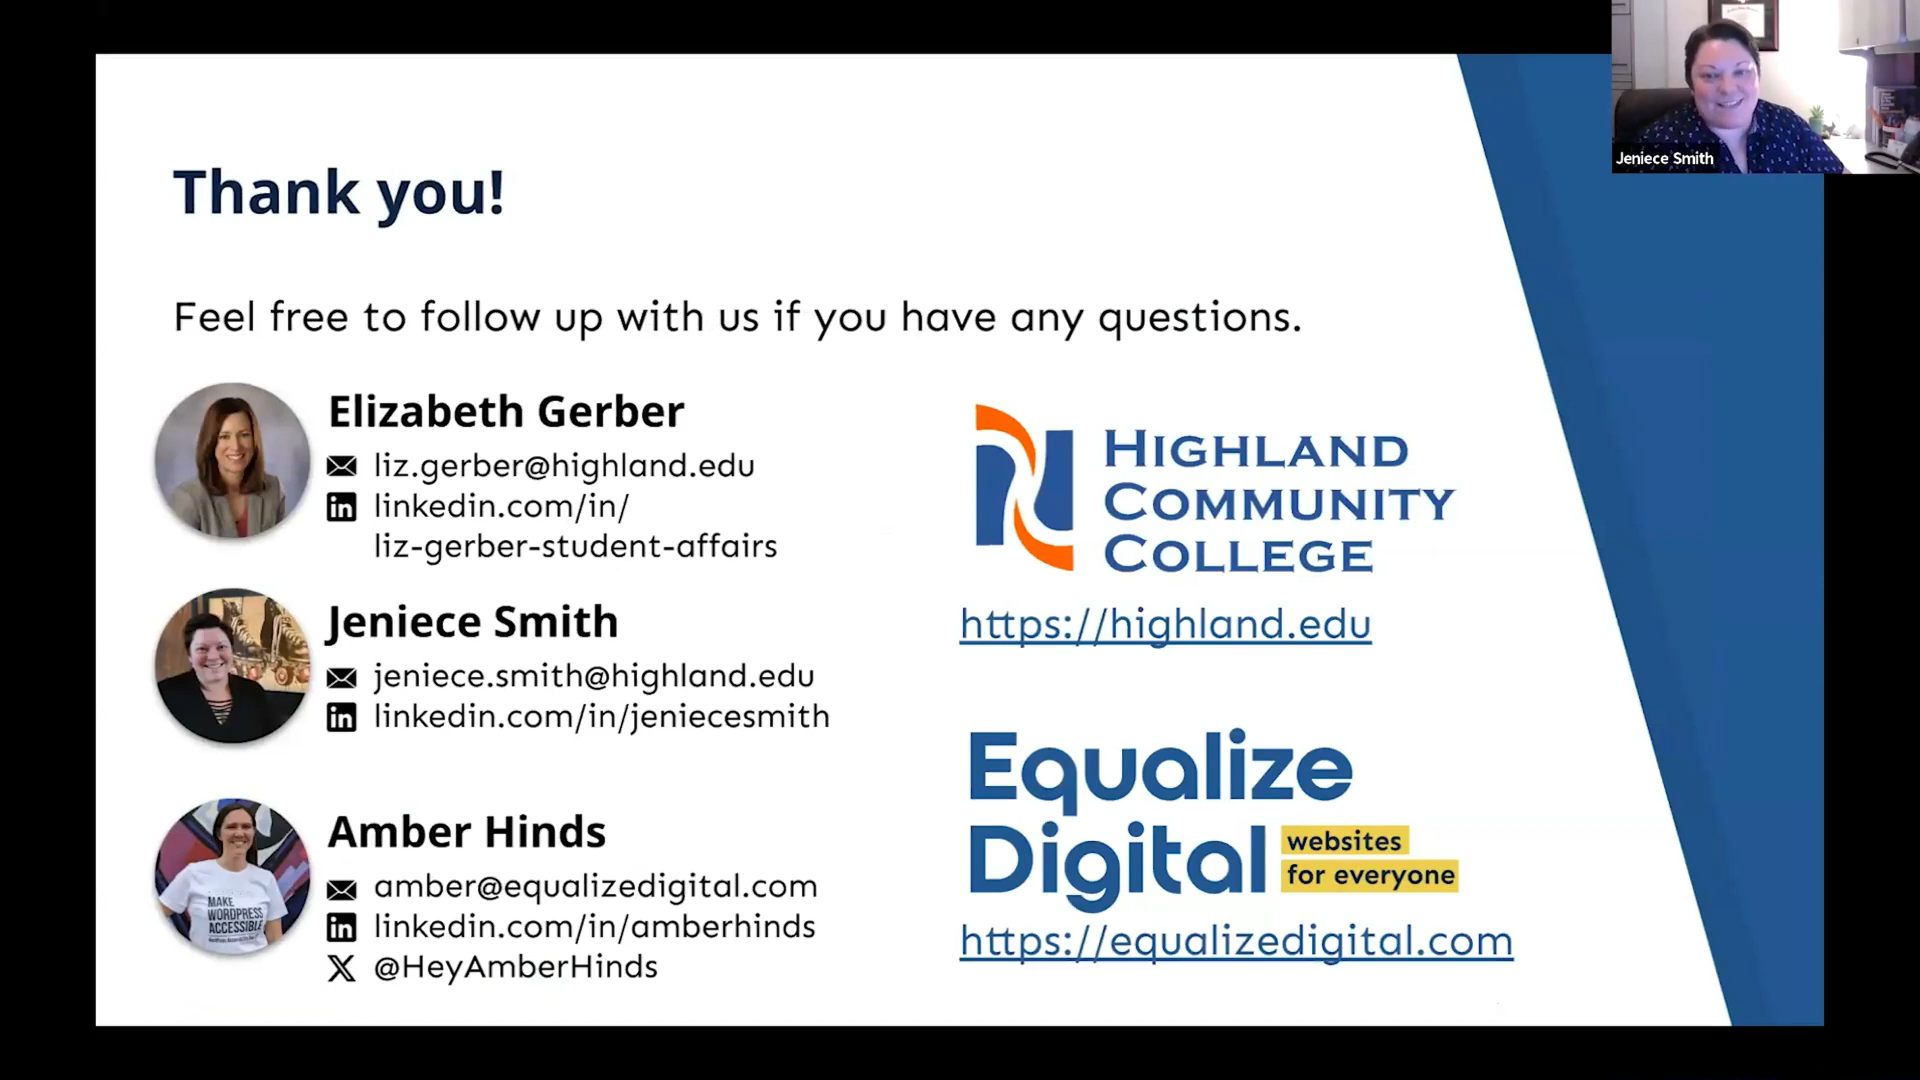 Thank you!
Feel free to follow up with us if you have any questions.
Elizabeth Gerber
liz.gerber@highland.edu
linkedin.com/in/
liz-gerber-student-affairs
Jeniece Smith
jeniece.smith@highland.edu
linkedin.com/in/jeniecesmith
Amber Hinds
amber@equalizedigital.com
linkedin.com/in/amberhinds
@HeyAmberHinds
MAKE
WORDPRESS
ACCESSIBLE
HIGHLAND
COMMUNITY
COLLEGE
https://highland.edu
Equalize
Digital
websites
for everyone
https://equalizedigital.com
Jeniece Smith